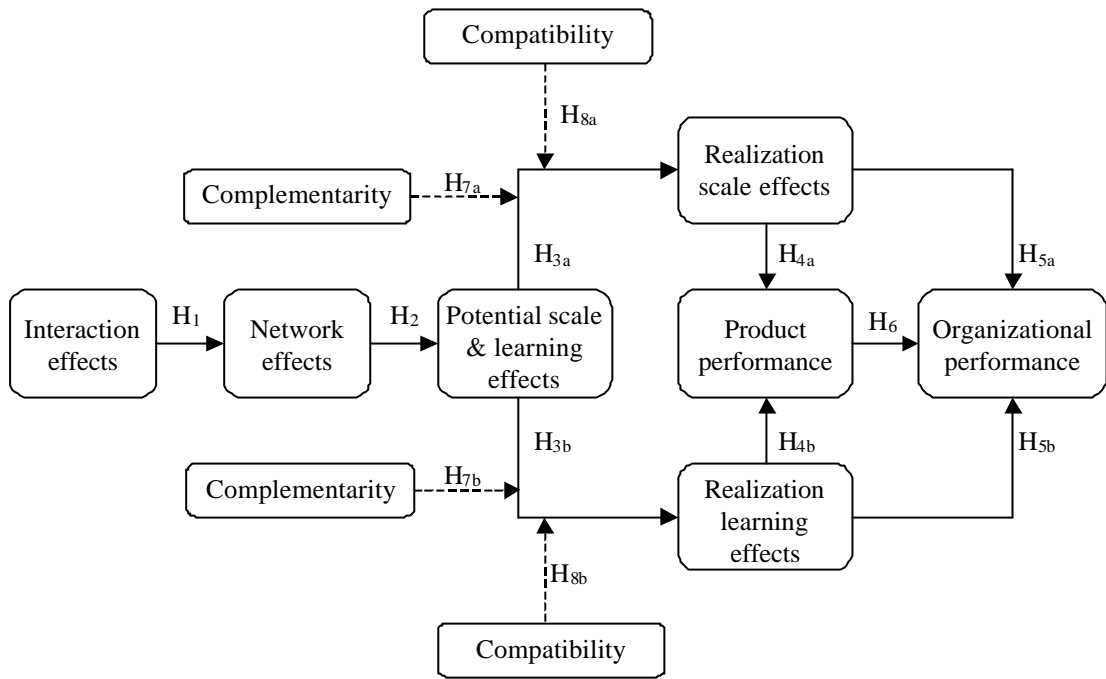 Compatibility
H8a
Realization
scale effects
Complementarity
H7a
H3a
H4a
H5a
Interaction
effects
H1
Network
effects
H2
Potential scale
& learning
effects
Product
performance
H6
Organizational
performance
H3b
H4b
H5b
Complementarity
H7b
Realization
learning
effects
H8b
Compatibility